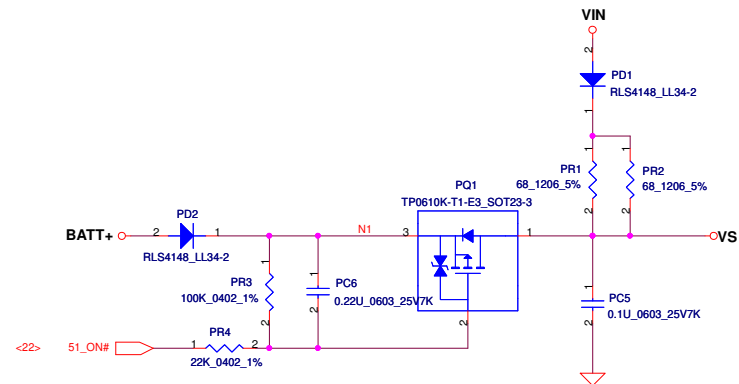 VIN
2
PD1
RLS4148_LL34-2
1
1
1
PR1
68_1206_5%
PR2
68_1206_5%
2
2
PQ1
TP0610K-T1-E3_SOT23-3
BATT+
2
PD2
1
RLS4148_LL34-2
N1
3
1
VS
2
1
PR3
100K_0402_1%
2
1
PC6
0.22U_0603_25V7K
2
1
PC5
0.1U_0603_25V7K
2
<22>
51_ON#
1
PR4
2
22K_0402_1%